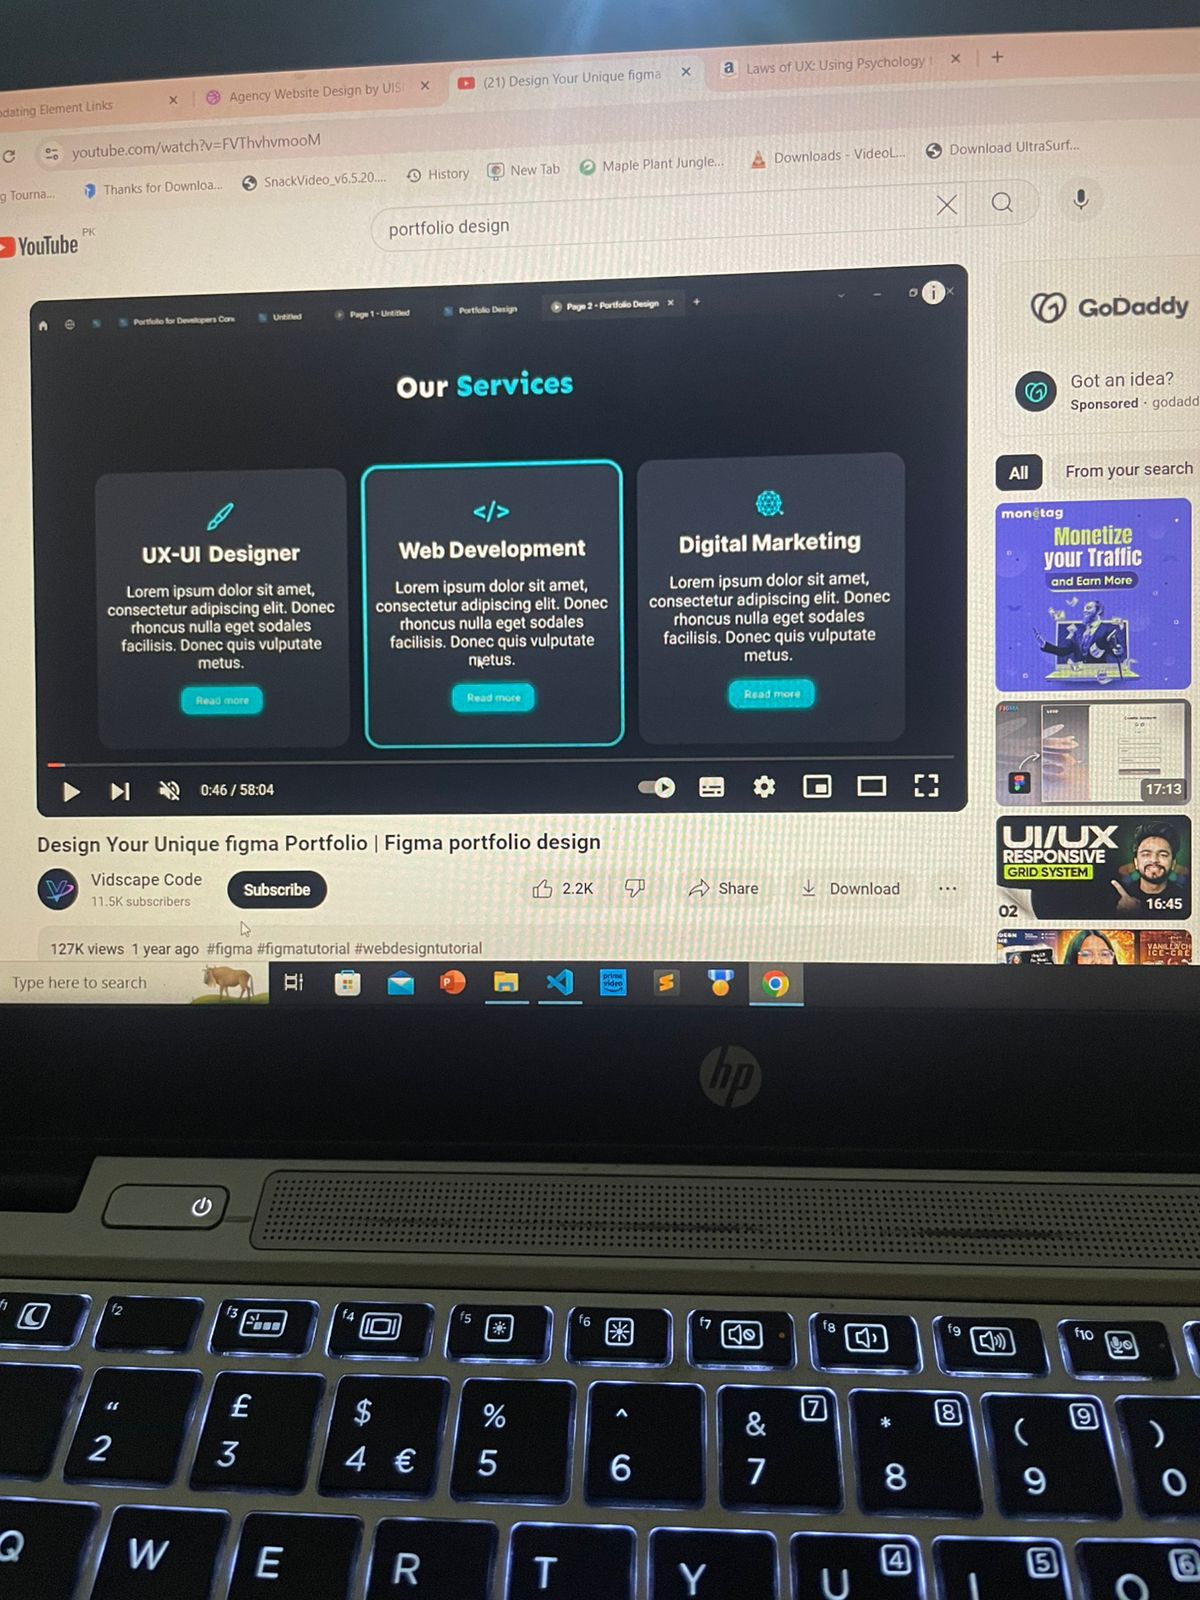 dating Element Links
Agency Website Design by UIS
(21) Design Your Unique figma
Laws of UX: Using Psychology
youtube.com/watch?v=FVThvhvmooM
g Tourna...
Thanks for Downloa...
SnackVideo_v6.5.20....
History
New Tab
Maple Plant Jungle...
Downloads - VideoL...
Download UltraSurf...
YouTube PK
portfolio design
Portfolio for Developers Con
Untitled
Page 1 - Untitled
Portfolio Design
Page 2 - Portfolio Design
Our Services
UX-UI Designer
Lorem ipsum dolor sit amet,
consectetur adipiscing elit. Donec
rhoncus nulla eget sodales
facilisis. Donec quis vulputate
metus.
Read more
</>
Web Development
Lorem ipsum dolor sit amet,
consectetur adipiscing elit. Donec
rhoncus nulla eget sodales
facilisis. Donec quis vulputate
metus.
Read more
Digital Marketing
Lorem ipsum dolor sit amet,
consectetur adipiscing elit. Donec
rhoncus nulla eget sodales
facilisis. Donec quis vulputate
metus.
Read more
0:46 / 58:04
GoDaddy
Got an idea?
Sponsored · godadd
All
From your search
monetag
Monetize
your Traffic
and Earn More
FIGMA
17:13
UI/UX
RESPONSIVE
GRID SYSTEM
02
16:45
VANILLA CH
ICE-CRE
Design Your Unique figma Portfolio | Figma portfolio design
Vidscape Code
11.5K subscribers
Subscribe
2.2K
Share
Download
127K views 1 year ago #figma #figmatutorial #webdesigntutorial
Type here to search
prime
video
hp
f1
f2
f3
f4
f5
f6
f7
f8
f9
f10
" 2
£ 3
$ 4 €
% 5
^ 6
& 7 7
* 8 8
( 9 9
) 0
Q
W
E
R
T
Y
U 4
I 5
O 6